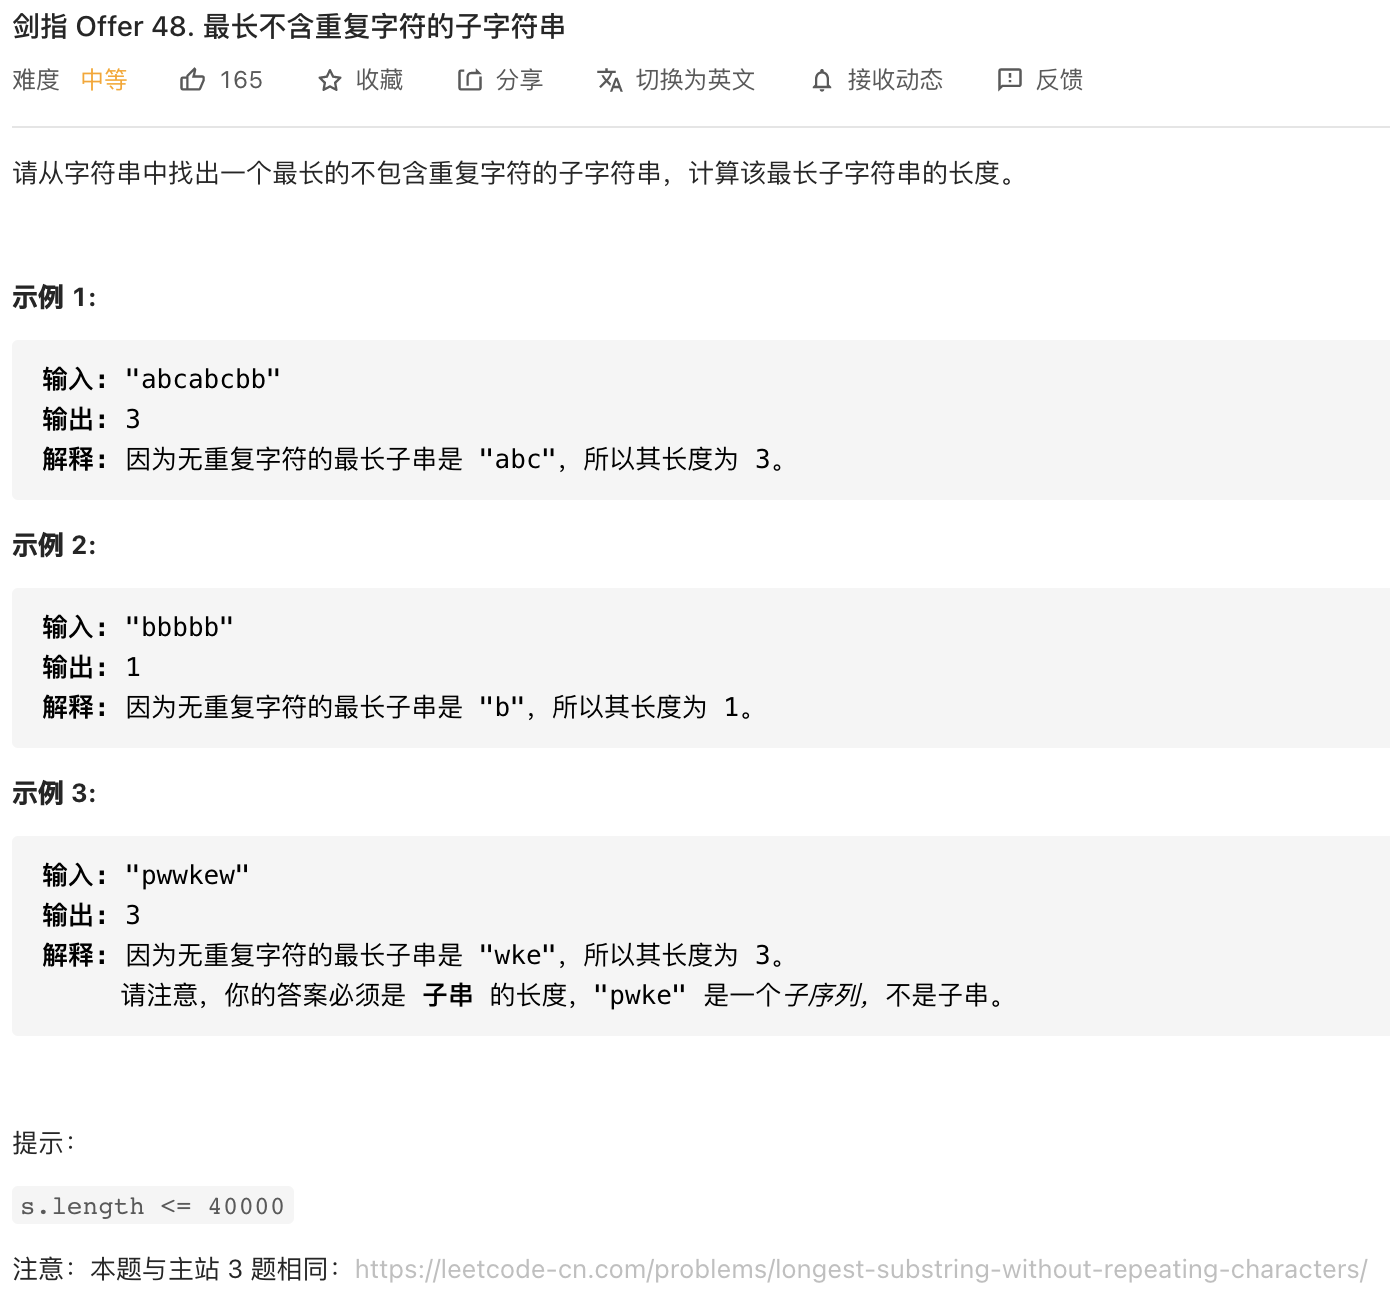 剑指 Offer 48. 最长不含重复字符的子字符串
难度 中等 165 收藏 分享 切换为英文 接收动态 反馈
请从字符串中找出一个最长的不包含重复字符的子字符串，计算该最长子字符串的长度。
示例 1:
输入: "abcabcbb"
输出: 3
解释: 因为无重复字符的最长子串是 "abc"，所以其长度为 3。
示例 2:
输入: "bbbbb"
输出: 1
解释: 因为无重复字符的最长子串是 "b"，所以其长度为 1。
示例 3:
输入: "pwwkew"
输出: 3
解释: 因为无重复字符的最长子串是 "wke"，所以其长度为 3。
请注意，你的答案必须是 子串 的长度，"pwke" 是一个子序列，不是子串。
提示：
s.length <= 40000
注意：本题与主站 3 题相同：https://leetcode-cn.com/problems/longest-substring-without-repeating-characters/